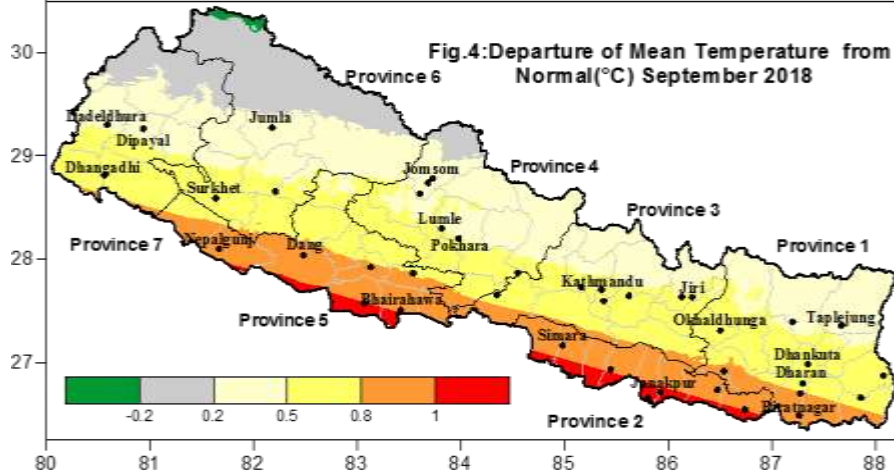 Fig.4:Departure of Mean Temperature from
Normal(°C) September 2018
30
29
28
27
Province 6
Dadeldhura
Dipayal
Jumla
Dhangadhi
Surkhet
Jomsom
Province 4
Lumle
Pokhara
Province 3
Province 1
Province 7
Nepalgunj
Dang
Kathmandu
Jiri
Bhairahawa
Province 5
Okhaldhunga
Taplejung
Simara
Dhankuta
Dharan
Janakpur
Biratnagar
Province 2
-0.2 0.2 0.5 0.8 1
80 81 82 83 84 85 86 87 88